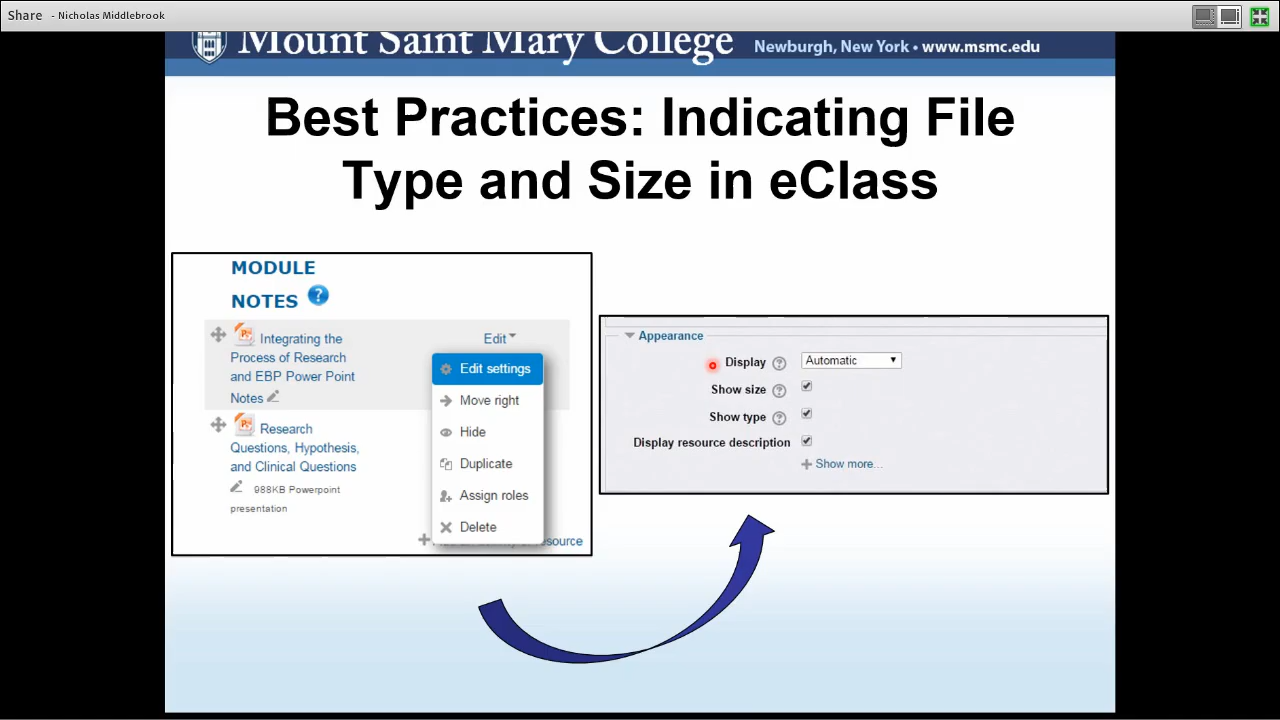 Share - Nicholas Middlebrook
Mount Saint Mary College Newburgh, New York • www.msmc.edu
Best Practices: Indicating File
Type and Size in eClass
MODULE
NOTES ?
Integrating the
Process of Research
and EBP Power Point
Notes
Edit
Edit settings
Move right
Hide
Duplicate
Assign roles
Delete
Research
Questions, Hypothesis,
and Clinical Questions
988KB Powerpoint
presentation
Appearance
Display ? Automatic
Show size ?
Show type ?
Display resource description
Show more...